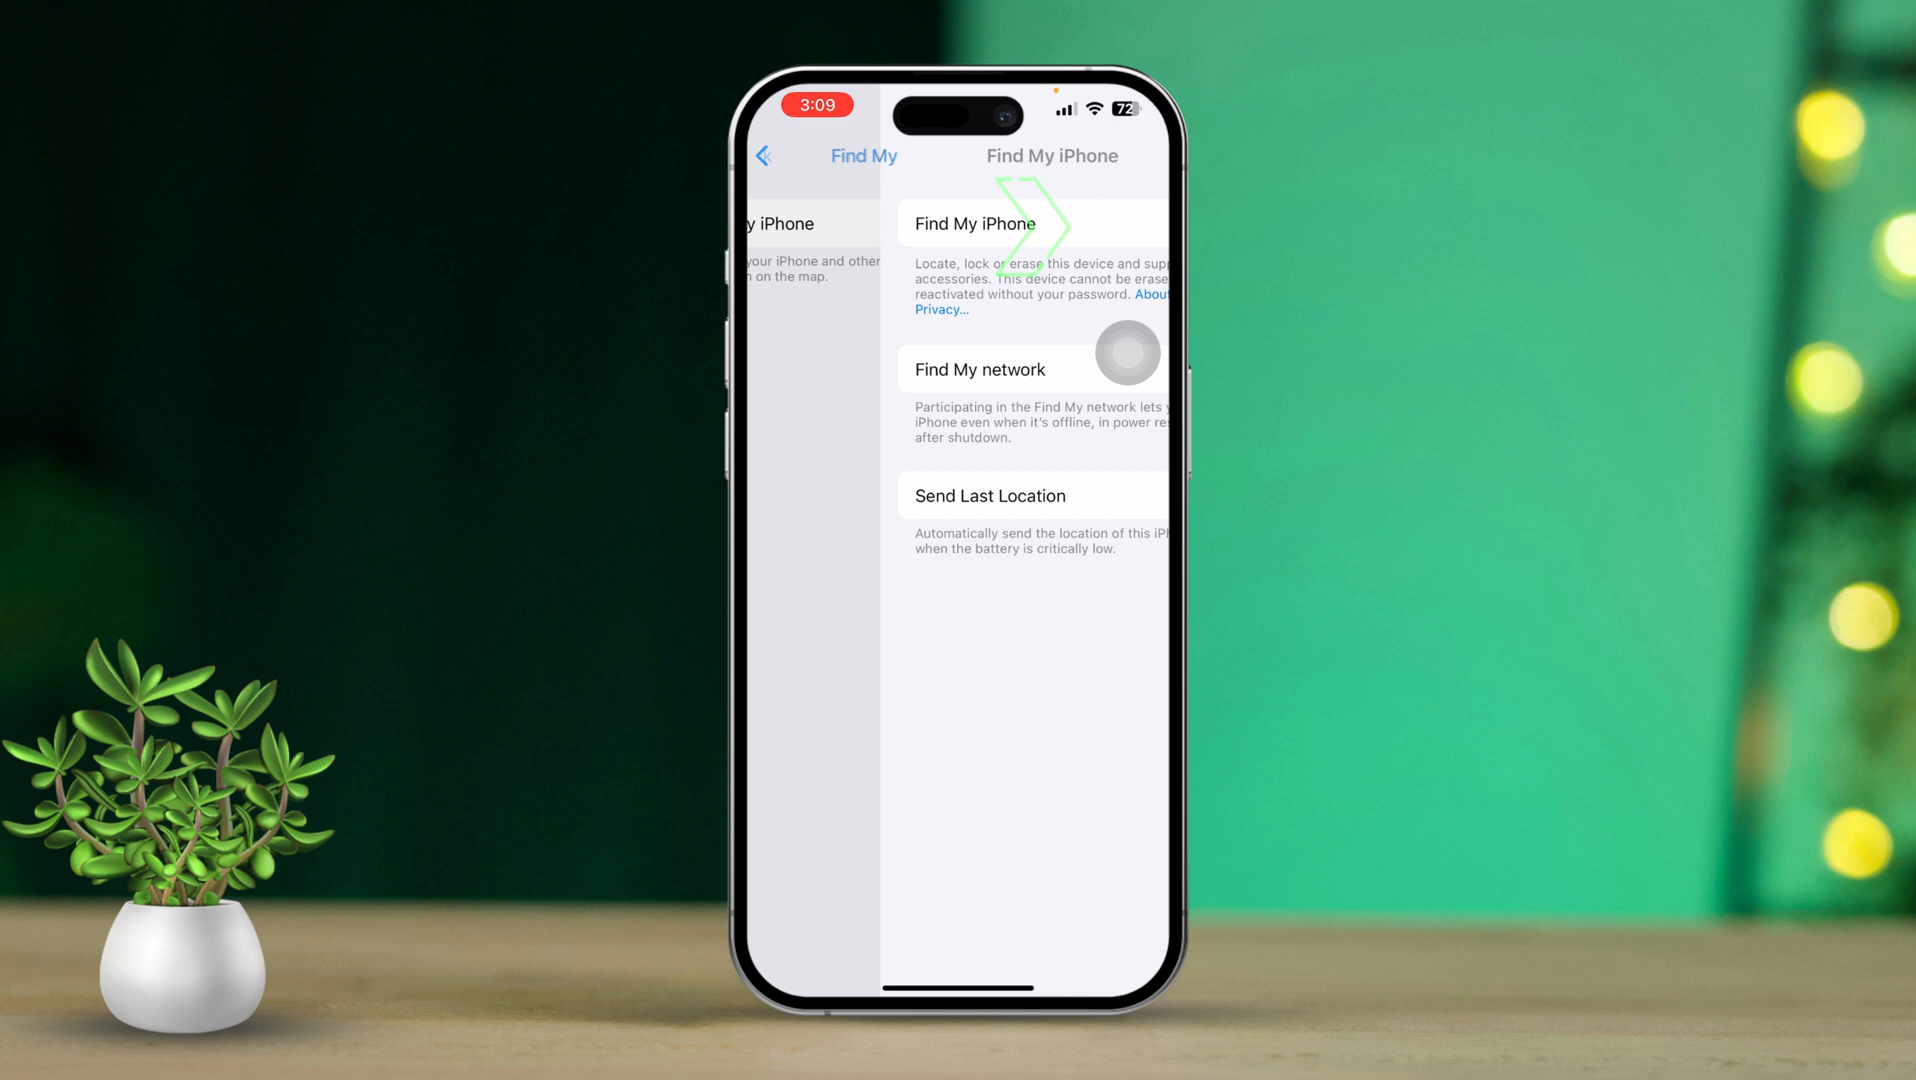 3:09
72
Find My
Find My iPhone
y iPhone
your iPhone and other
on the map.
Find My iPhone
Locate, lock or erase this device and supp
accessories. This device cannot be erase
reactivated without your password. About
Privacy...
Find My network
Participating in the Find My network lets y
iPhone even when it's offline, in power res
after shutdown.
Send Last Location
Automatically send the location of this iPh
when the battery is critically low.